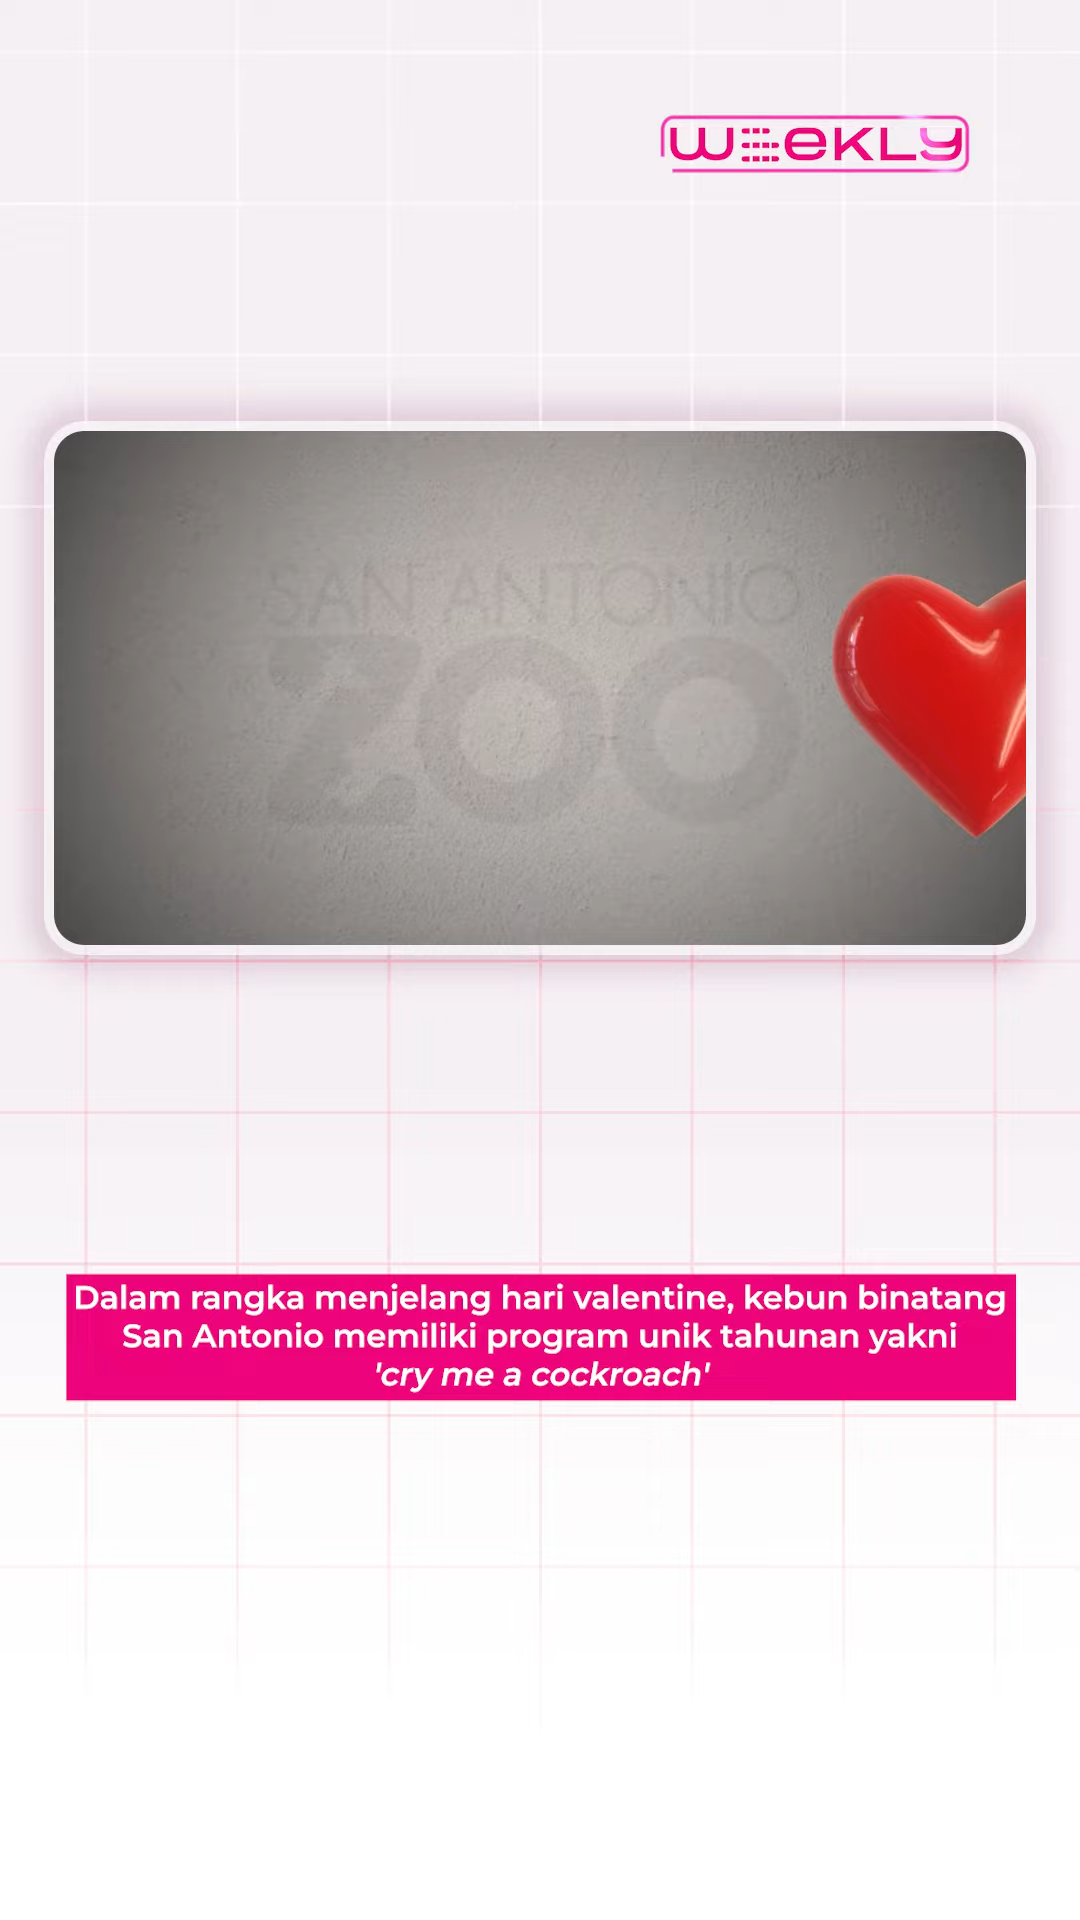 WEEKLY
SAN ANTONIO
ZOO
Dalam rangka menjelang hari valentine, kebun binatang
San Antonio memiliki program unik tahunan yakni
'cry me a cockroach'